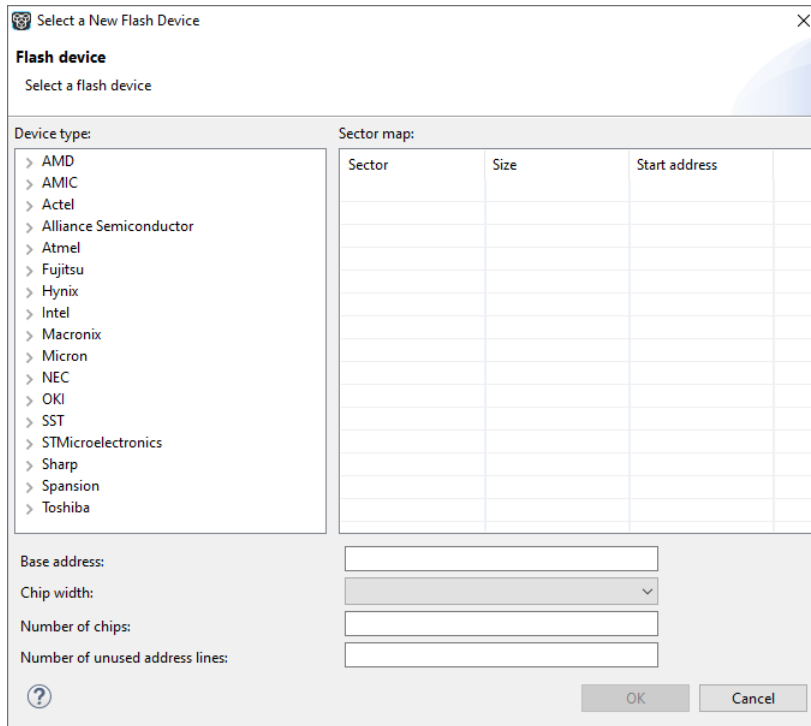 Select a New Flash Device
Flash device
Select a flash device
Device type:
AMD
AMIC
Actel
Alliance Semiconductor
Atmel
Fujitsu
Hynix
Intel
Macronix
Micron
NEC
OKI
SST
STMicroelectronics
Sharp
Spansion
Toshiba
Sector map:
Sector Size Start address
Base address:
Chip width:
Number of chips:
Number of unused address lines:
? OK Cancel